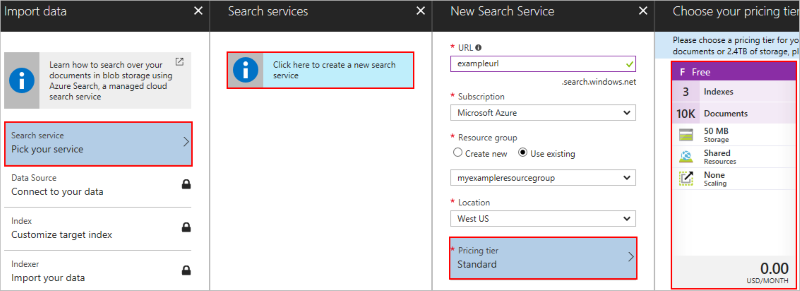 Import data
Learn how to search over your
documents in blob storage using
Azure Search, a managed cloud
search service
Search service
Pick your service
Data Source
Connect to your data
Index
Customize target index
Indexer
Import your data
Search services
Click here to create a new search
service
New Search Service
* URL
exampleurl
.search.windows.net
* Subscription
Microsoft Azure
* Resource group
Create new Use existing
myexampleresourcegroup
* Location
West US
* Pricing tier
Standard
Choose your pricing tier
Please choose a pricing tier for yo
documents or 2.4TB of storage, pl
F Free
3 Indexes
10K Documents
50 MB
Storage
Shared
Resources
None
Scaling
0.00
USD/MONTH